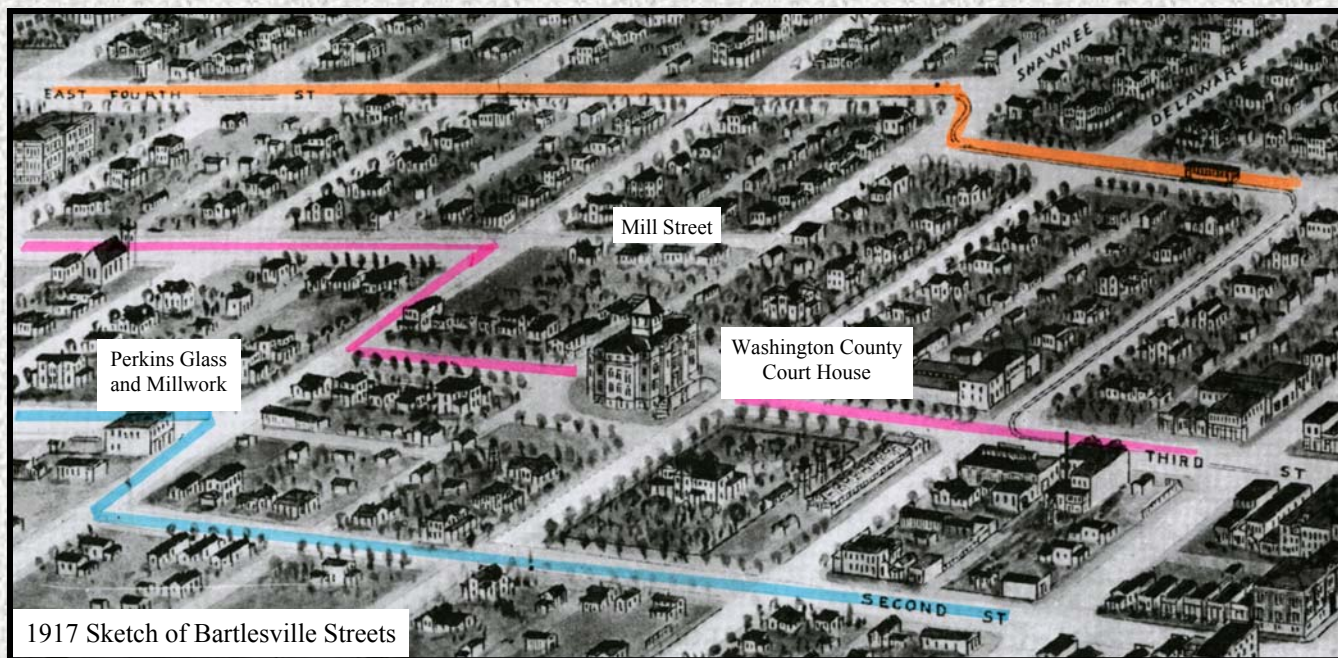 SHAWNEE
DELAWARE
EAST FOURTH ST
Mill Street
Perkins Glass
and Millwork
Washington County
Court House
THIRD ST
SECOND ST
1917 Sketch of Bartlesville Streets